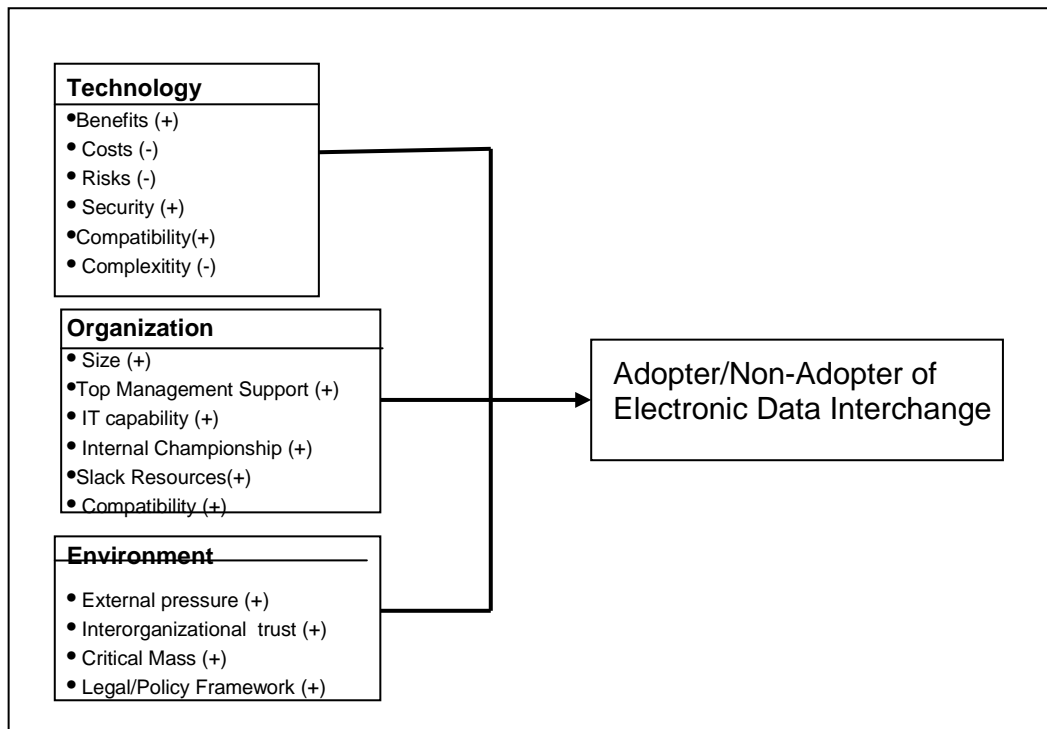 Technology
•Benefits (+)
• Costs (-)
• Risks (-)
• Security (+)
•Compatibility(+)
• Complexitity (-)
Organization
• Size (+)
•Top Management Support (+)
• IT capability (+)
• Internal Championship (+)
•Slack Resources(+)
• Compatibility (+)
Environment
• External pressure (+)
• Interorganizational trust (+)
• Critical Mass (+)
• Legal/Policy Framework (+)
Adopter/Non-Adopter of
Electronic Data Interchange